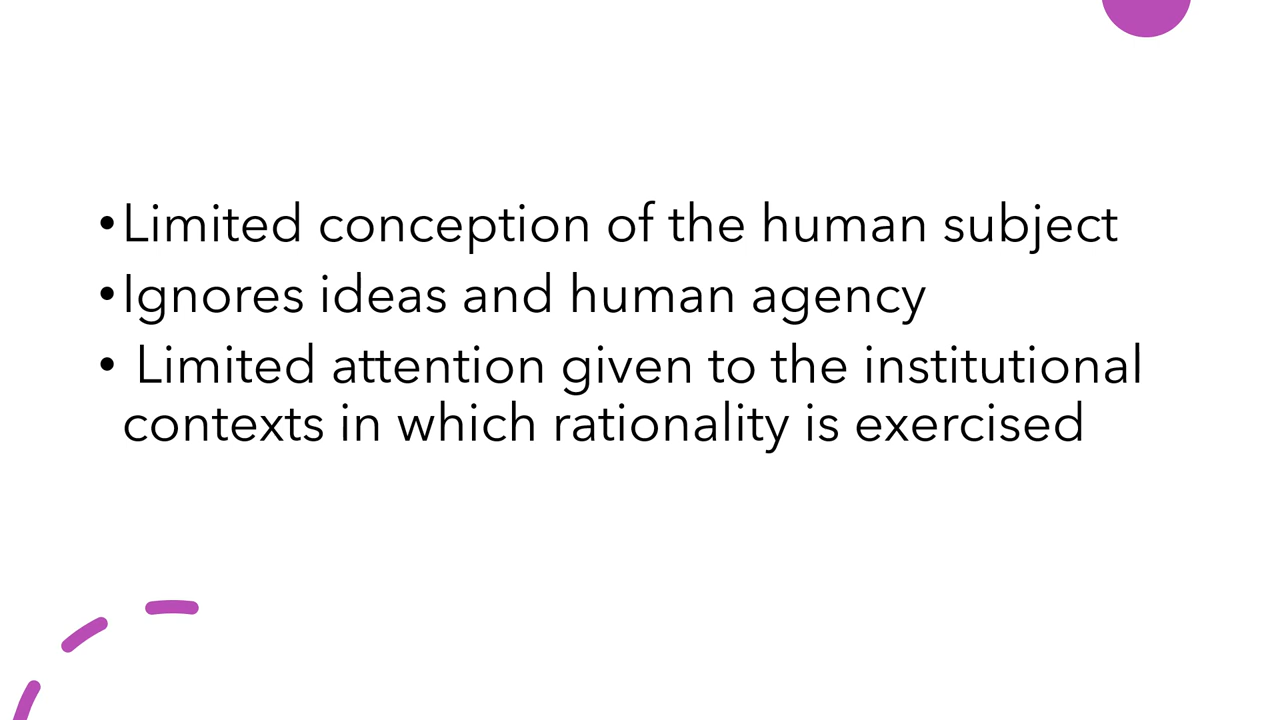 •Limited conception of the human subject
•Ignores ideas and human agency
• Limited attention given to the institutional
contexts in which rationality is exercised